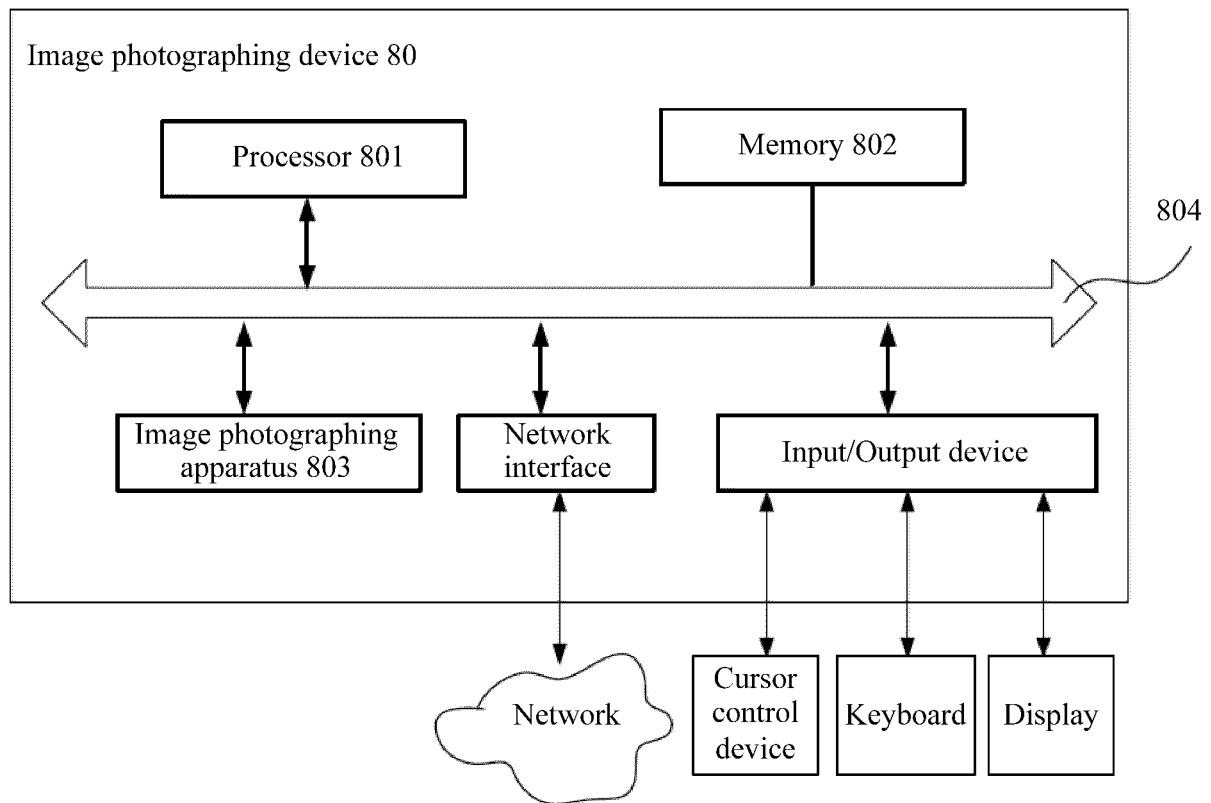 Image photographing device 80
Processor 801
Memory 802
804
Image photographing
apparatus 803
Network
interface
Input/Output device
Network
Cursor
control
device
Keyboard
Display